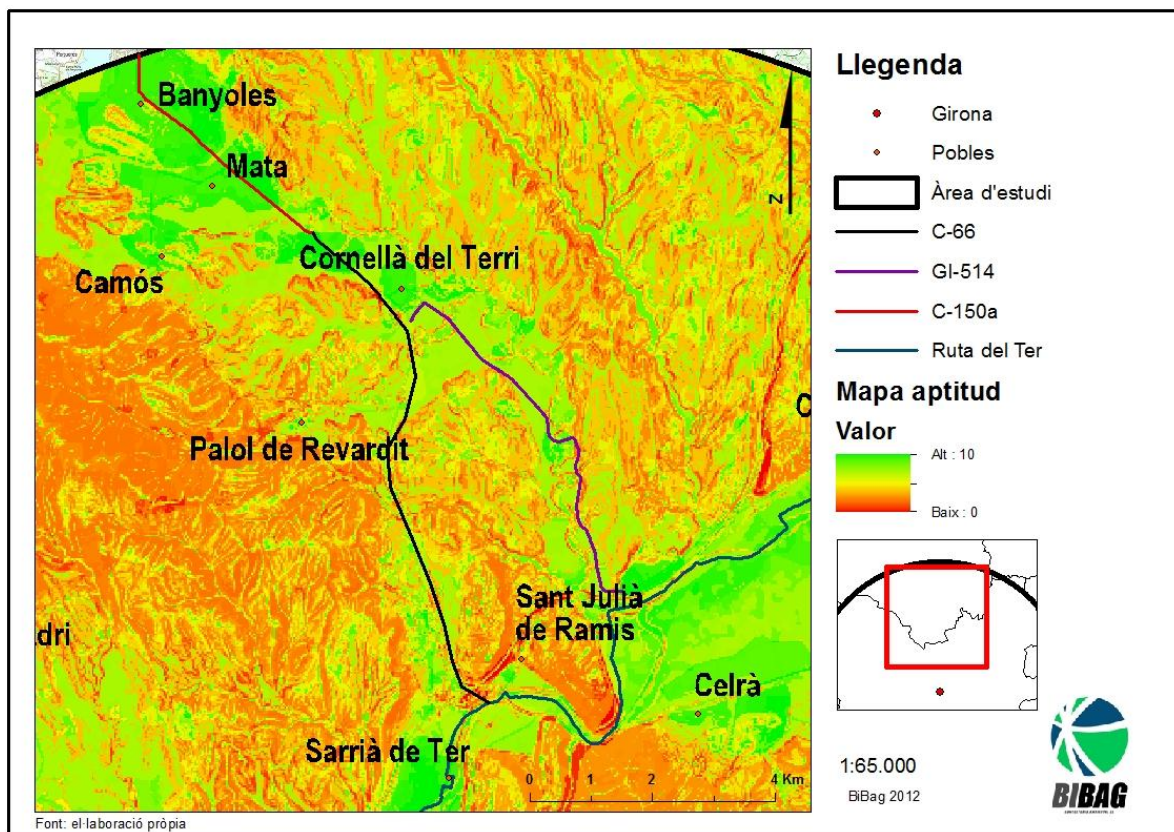 Banyoles
Mata
Cornellà del Terri
Camós
Palol de Revardit
Sant Julià
de Ramis
Celrà
Sarrià de Ter
adri
C
N
0 1 2 4 Km
Font: el·laboració pròpia
Llegenda
Girona
Pobles
Àrea d'estudi
C-66
GI-514
C-150a
Ruta del Ter
Mapa aptitud
Valor
Alt : 10
Baix : 0
1:65.000
BiBag 2012
BIBAG